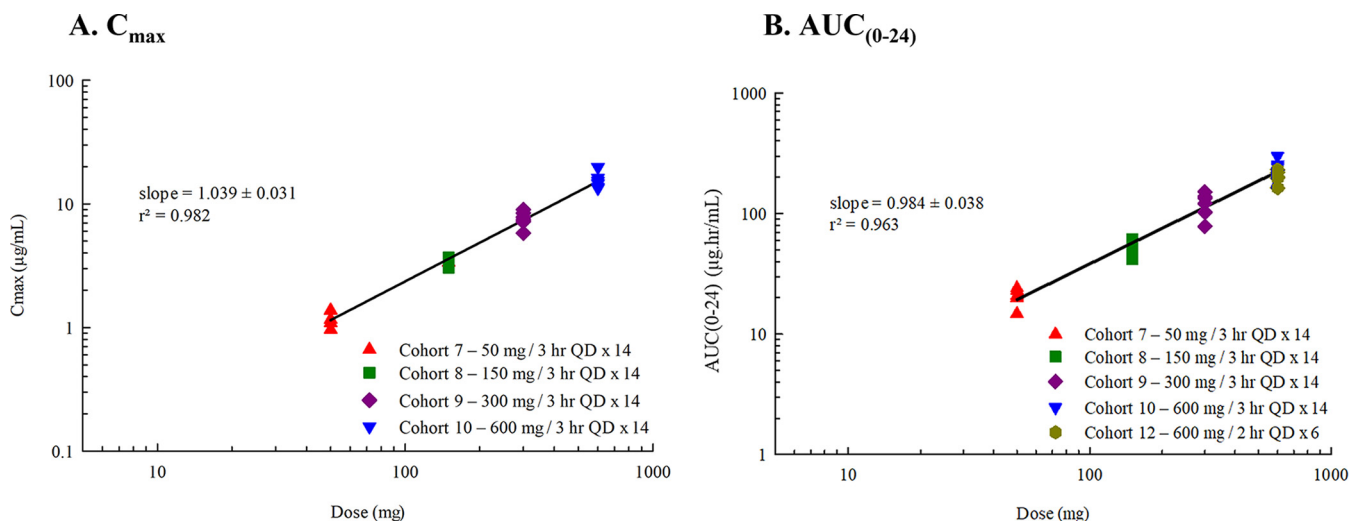 A. Cmax
100
10
1
0.1
Cmax (µg/mL)
slope = 1.039 ± 0.031
r² = 0.982
Cohort 7 – 50 mg / 3 hr QD x 14
Cohort 8 – 150 mg / 3 hr QD x 14
Cohort 9 – 300 mg / 3 hr QD x 14
Cohort 10 – 600 mg / 3 hr QD x 14
10 100 1000
Dose (mg)
B. AUC(0-24)
1000
100
10
1
AUC(0-24) (µg.hr/mL)
slope = 0.984 ± 0.038
r² = 0.963
Cohort 7 – 50 mg / 3 hr QD x 14
Cohort 8 – 150 mg / 3 hr QD x 14
Cohort 9 – 300 mg / 3 hr QD x 14
Cohort 10 – 600 mg / 3 hr QD x 14
Cohort 12 – 600 mg / 2 hr QD x 6
10 100 1000
Dose (mg)